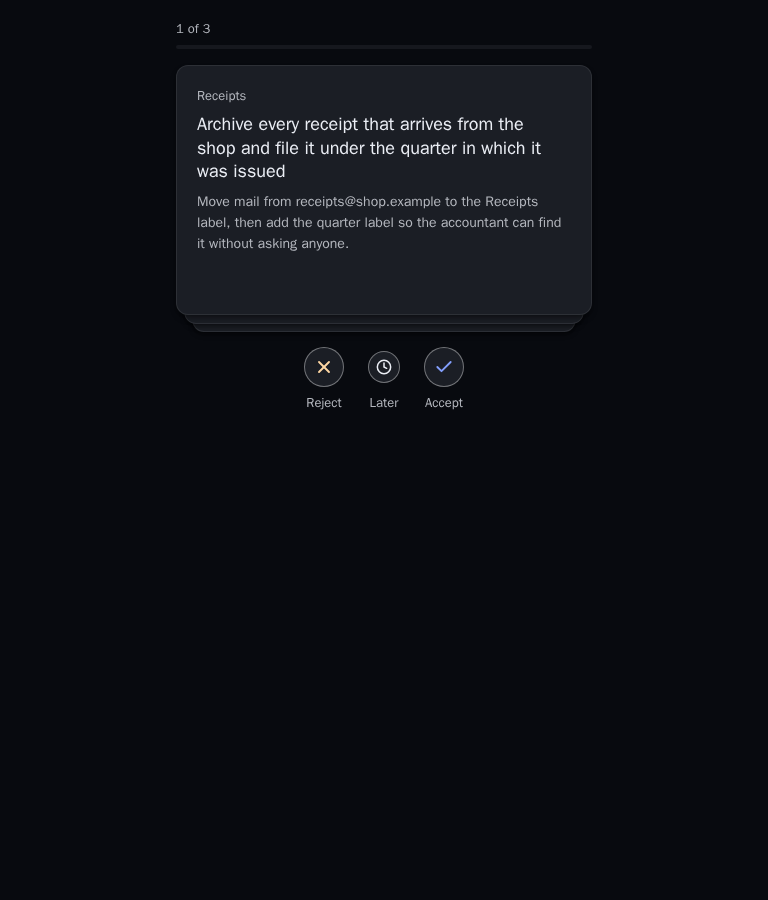 1 of 3
Receipts
Archive every receipt that arrives from the
shop and file it under the quarter in which it
was issued
Move mail from receipts@shop.example to the Receipts
label, then add the quarter label so the accountant can find
it without asking anyone.
Reject
Later
Accept